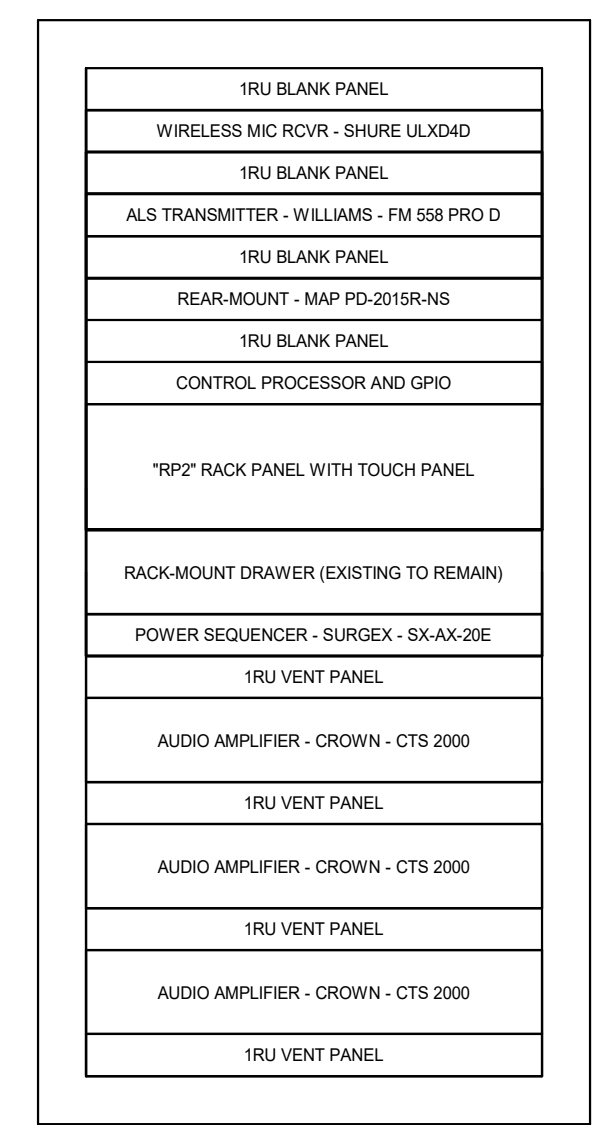 1RU BLANK PANEL
WIRELESS MIC RCVR - SHURE ULXD4D
1RU BLANK PANEL
ALS TRANSMITTER - WILLIAMS - FM 558 PRO D
1RU BLANK PANEL
REAR-MOUNT - MAP PD-2015R-NS
1RU BLANK PANEL
CONTROL PROCESSOR AND GPIO
"RP2" RACK PANEL WITH TOUCH PANEL
RACK-MOUNT DRAWER (EXISTING TO REMAIN)
POWER SEQUENCER - SURGEX - SX-AX-20E
1RU VENT PANEL
AUDIO AMPLIFIER - CROWN - CTS 2000
1RU VENT PANEL
AUDIO AMPLIFIER - CROWN - CTS 2000
1RU VENT PANEL
AUDIO AMPLIFIER - CROWN - CTS 2000
1RU VENT PANEL